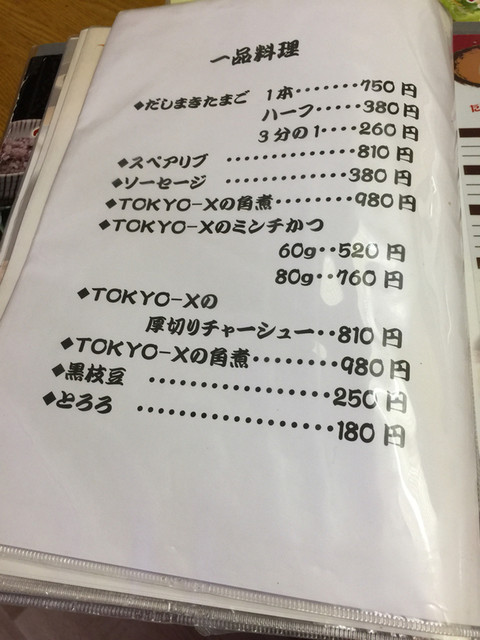 一品料理
◆だしまきたまご 1本・・・・・・・750円
ハーフ・・・・・380円
3分の1・・・・260円
◆スペアリブ ・・・・・・・・・・・・810円
◆ソーセージ ・・・・・・・・・・・・・380円
◆TOKYO-Xの角煮・・・・・・・・980円
◆TOKYO-Xのミンチかつ
60g・・520円
80g・・760円
◆TOKYO-Xの
厚切りチャーシュー・・810円
◆TOKYO-Xの角煮・・・・・・・・980円
◆黒枝豆 ・・・・・・・・・・・・・・・・250円
◆とろろ ・・・・・・・・・・・・・・・・・180円